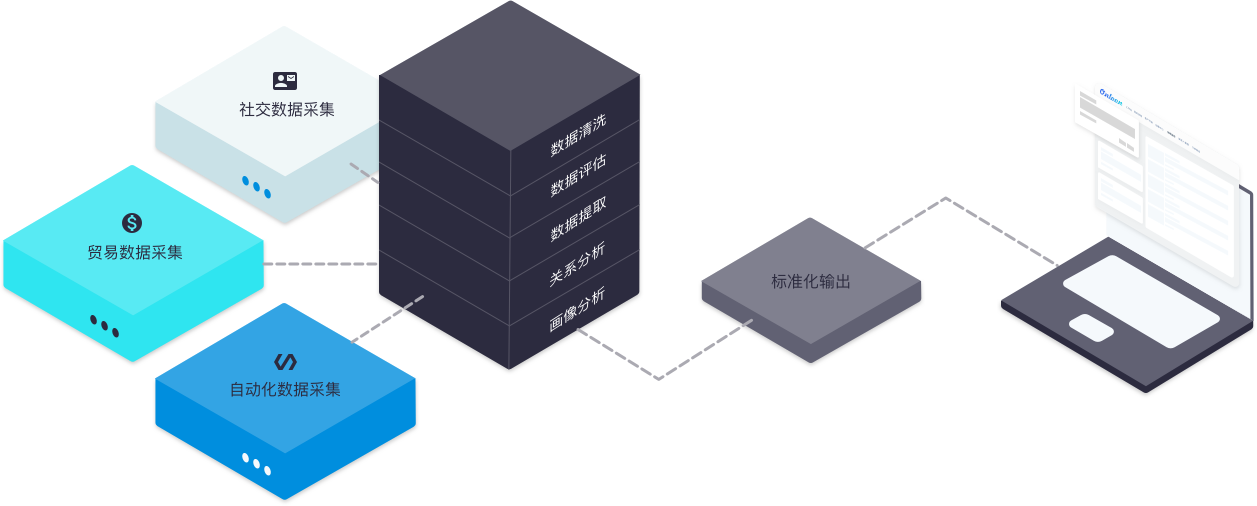 社交数据采集
贸易数据采集
自动化数据采集
数据清洗
数据评估
数据提取
关系分析
画像分析
标准化输出